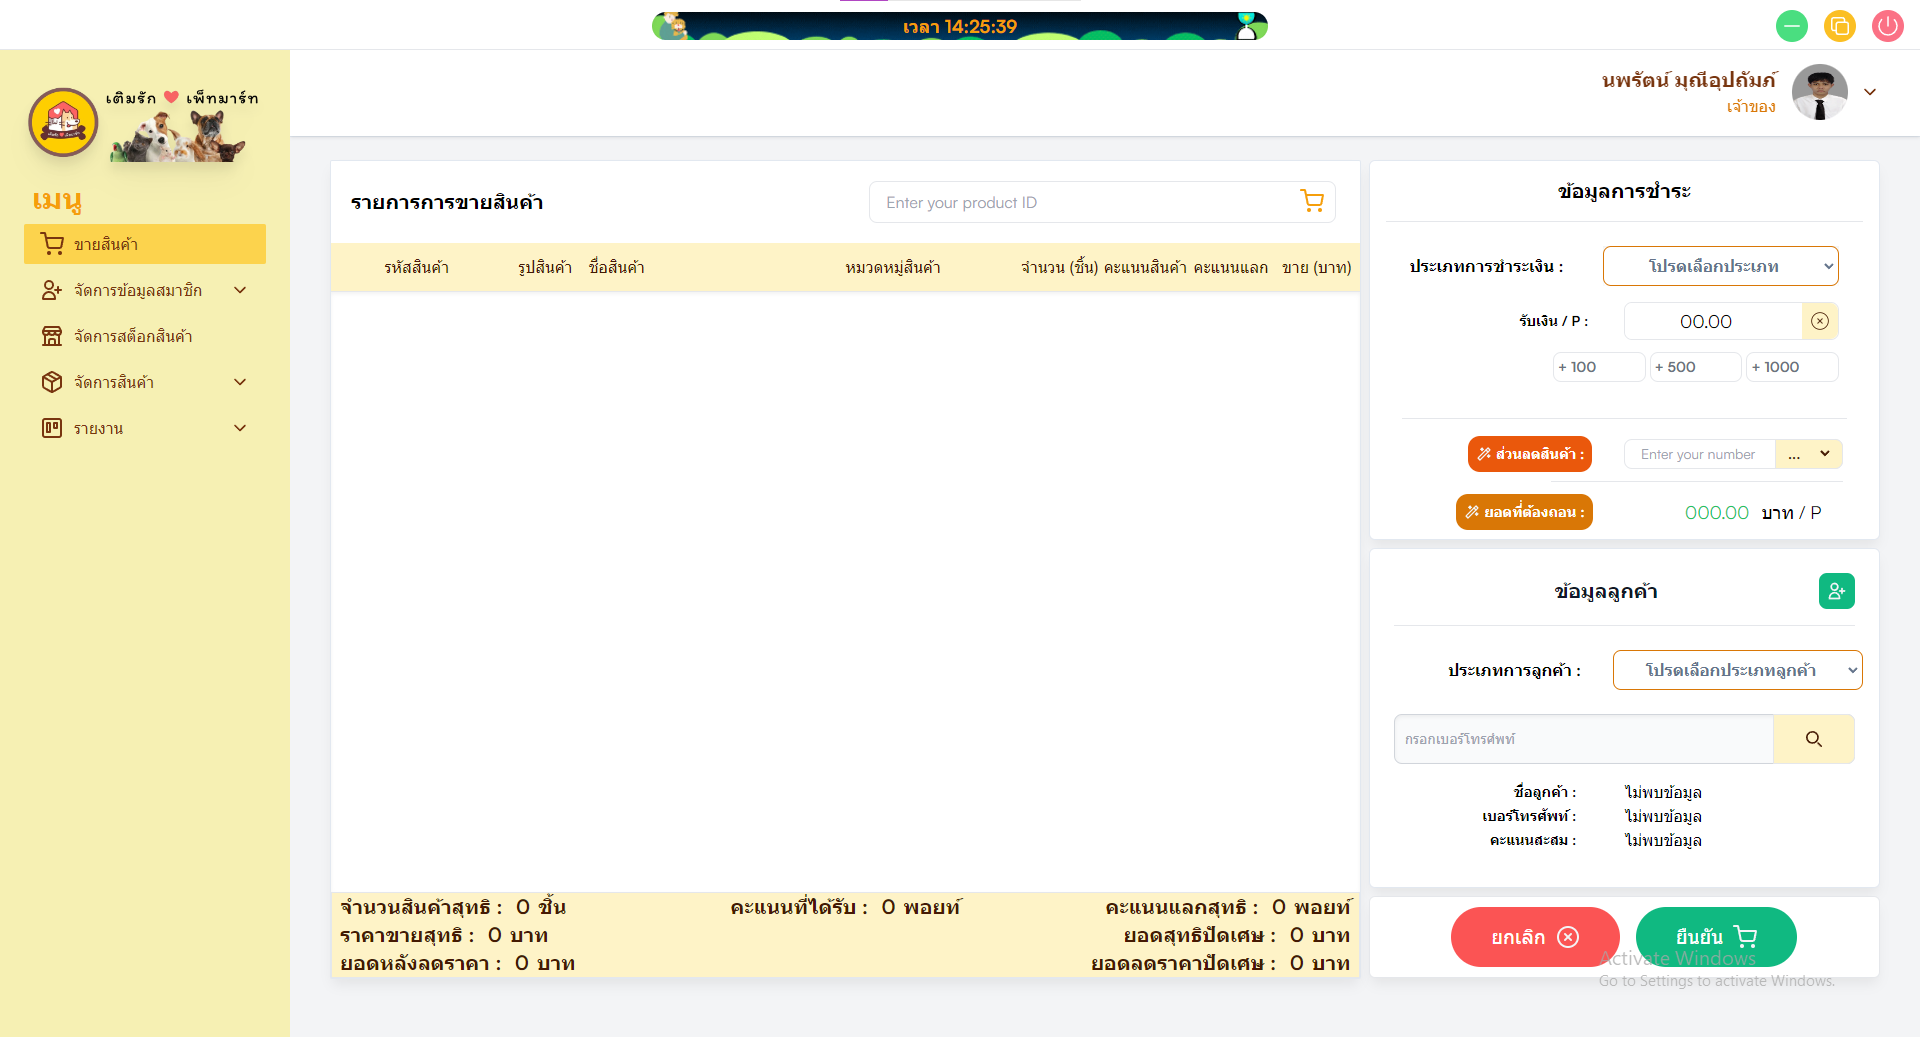 เวลา 14:25:39
นพรัตน์ มุณีอุปถัมภ์
เจ้าของ
เติมรัก เพ็ทมาร์ท
เมนู
ขายสินค้า
จัดการข้อมูลสมาชิก
จัดการสต็อกสินค้า
จัดการสินค้า
รายงาน
รายการการขายสินค้า
Enter your product ID
รหัสสินค้า รูปสินค้า ชื่อสินค้า หมวดหมู่สินค้า จำนวน (ชิ้น) คะแนนสินค้า คะแนนแลก ขาย (บาท)
จำนวนสินค้าสุทธิ : 0 ชิ้น คะแนนที่ได้รับ : 0 พอยท์ คะแนนแลกสุทธิ : 0 พอยท์
ราคาขายสุทธิ : 0 บาท ยอดสุทธิปัดเศษ : 0 บาท
ยอดหลังลดราคา : 0 บาท ยอดลดราคาปัดเศษ : 0 บาท
ข้อมูลการชำระ
ประเภทการชำระเงิน : โปรดเลือกประเภท
รับเงิน / P : 00.00
+ 100 + 500 + 1000
ส่วนลดสินค้า : Enter your number ...
ยอดที่ต้องถอน : 000.00 บาท / P
ข้อมูลลูกค้า
ประเภทการลูกค้า : โปรดเลือกประเภทลูกค้า
กรอกเบอร์โทรศัพท์
ชื่อลูกค้า : ไม่พบข้อมูล
เบอร์โทรศัพท์ : ไม่พบข้อมูล
คะแนนสะสม : ไม่พบข้อมูล
ยกเลิก ยืนยัน
Activate Windows
Go to Settings to activate Windows.